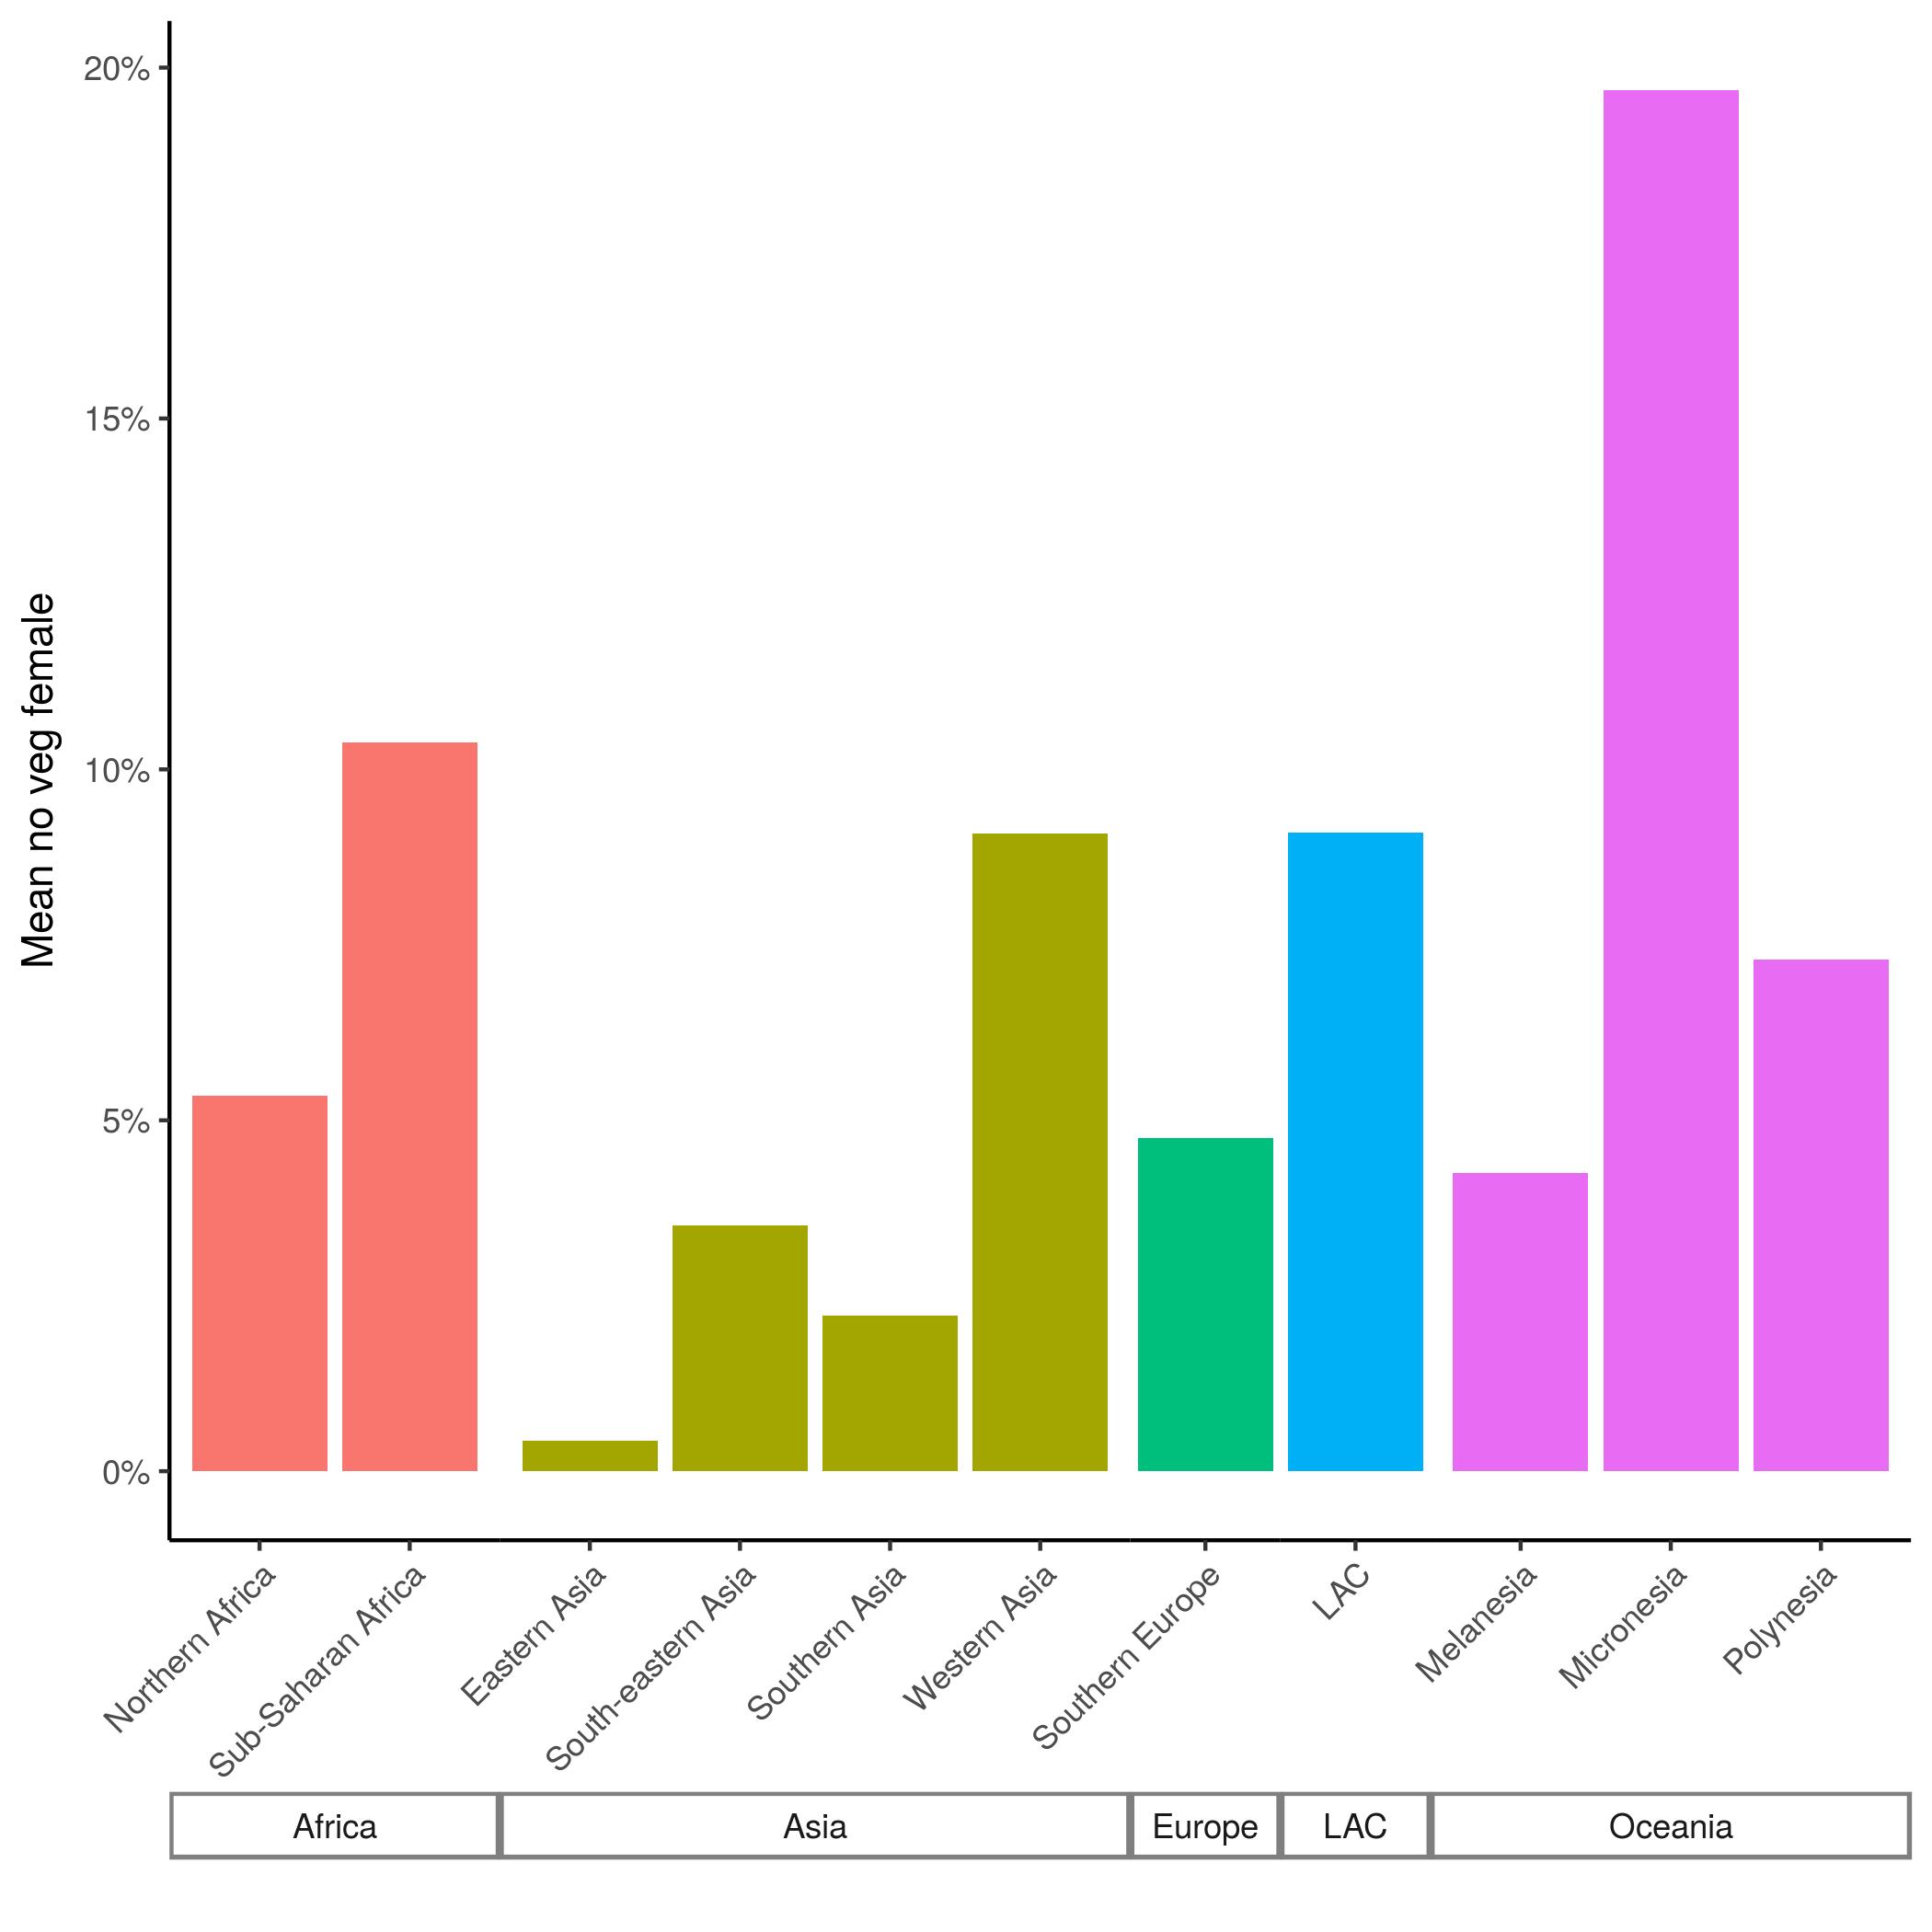 Mean no veg female
20%
15%
10%
5%
0%
Northern Africa
Sub-Saharan Africa
Eastern Asia
South-eastern Asia
Southern Asia
Western Asia
Southern Europe
LAC
Melanesia
Micronesia
Polynesia
Africa
Asia
Europe
LAC
Oceania